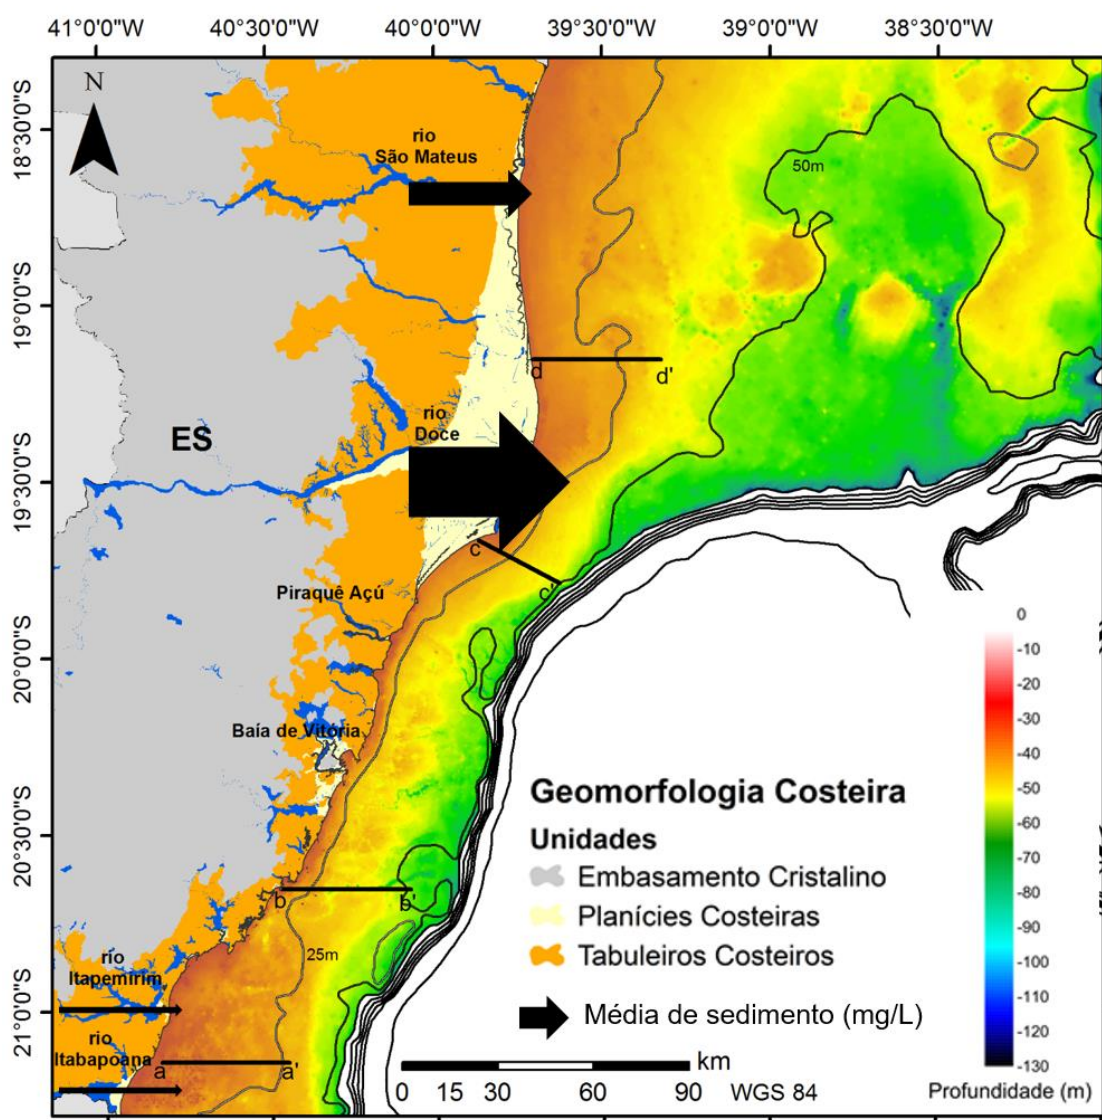 41°0'0"W 40°30'0"W 40°0'0"W 39°30'0"W 39°0'0"W 38°30'0"W
N
18°30'0"S
19°0'0"S
19°30'0"S
20°0'0"S
20°30'0"S
21°0'0"S
rio
São Mateus
50m
d
d'
rio
Doce
ES
c
c'
Piraquê Açú
Baía de Vitória
b
b'
25m
rio
Itapemirim
rio
Itabapoana
a
a'
Geomorfologia Costeira
Unidades
Embasamento Cristalino
Planícies Costeiras
Tabuleiros Costeiros
Média de sedimento (mg/L)
km
0 15 30 60 90 WGS 84
0
-10
-20
-30
-40
-50
-60
-70
-80
-90
-100
-110
-120
-130
Profundidade (m)